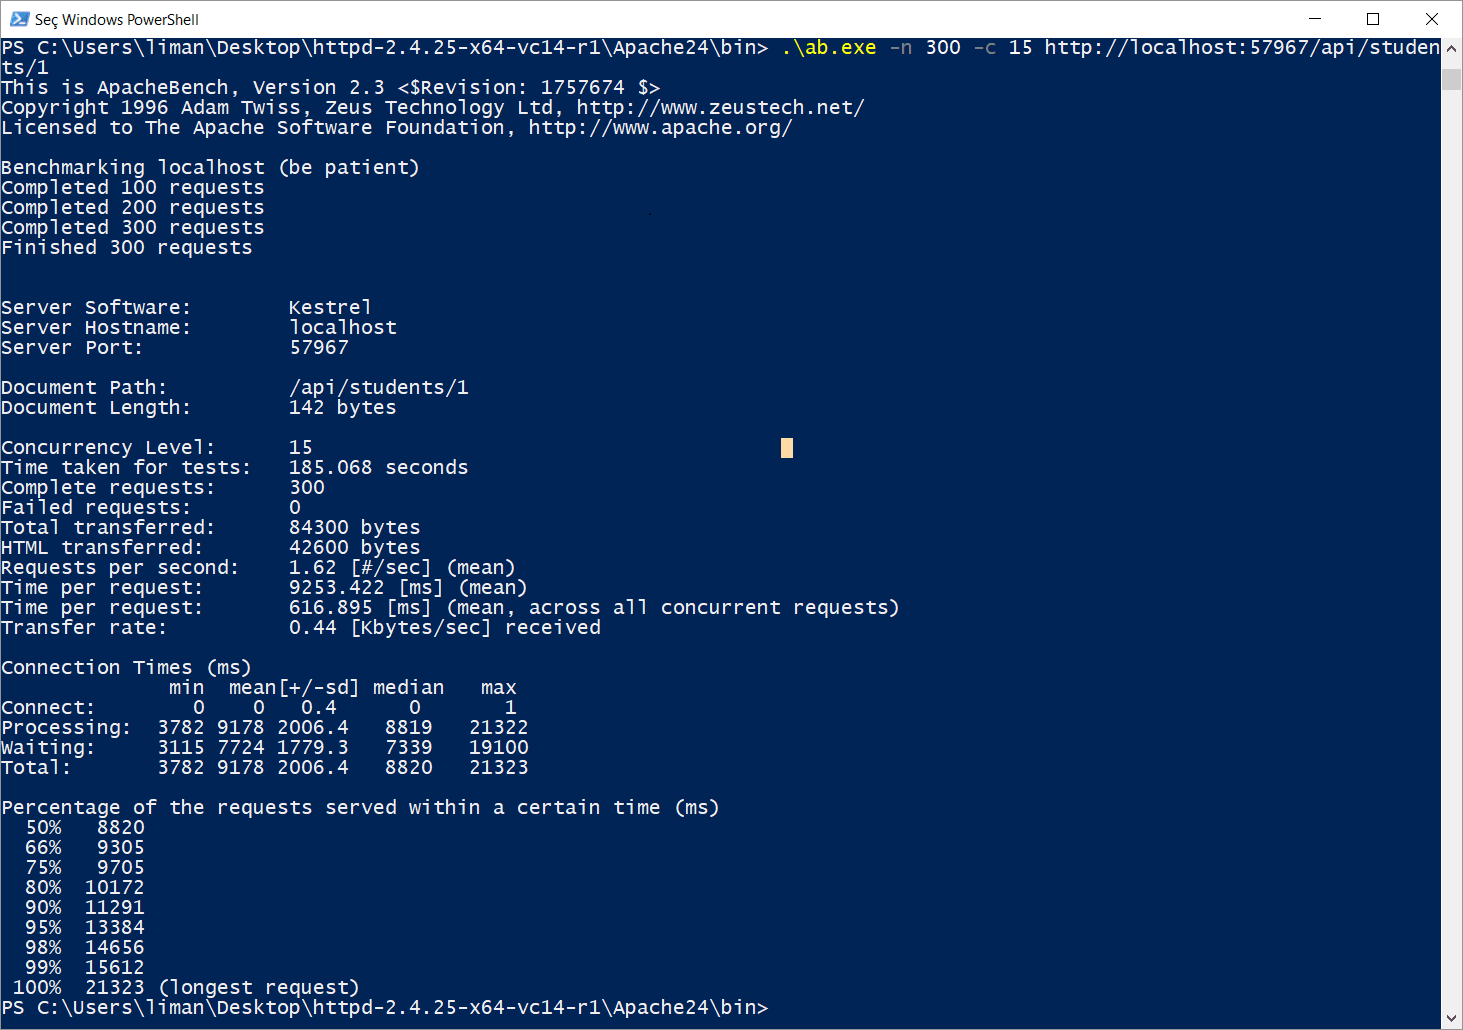 Seç Windows PowerShell
PS C:\Users\liman\Desktop\httpd-2.4.25-x64-vc14-r1\Apache24\bin> .\ab.exe -n 300 -c 15 http://localhost:57967/api/studen
ts/1
This is ApacheBench, Version 2.3 <$Revision: 1757674 $>
Copyright 1996 Adam Twiss, Zeus Technology Ltd, http://www.zeustech.net/
Licensed to The Apache Software Foundation, http://www.apache.org/

Benchmarking localhost (be patient)
Completed 100 requests
Completed 200 requests
Completed 300 requests
Finished 300 requests

Server Software:        Kestrel
Server Hostname:        localhost
Server Port:            57967

Document Path:          /api/students/1
Document Length:        142 bytes

Concurrency Level:      15
Time taken for tests:   185.068 seconds
Complete requests:      300
Failed requests:        0
Total transferred:      84300 bytes
HTML transferred:       42600 bytes
Requests per second:    1.62 [#/sec] (mean)
Time per request:       9253.422 [ms] (mean)
Time per request:       616.895 [ms] (mean, across all concurrent requests)
Transfer rate:          0.44 [Kbytes/sec] received

Connection Times (ms)
              min  mean[+/-sd] median   max
Connect:        0    0   0.4      0       1
Processing:  3782 9178 2006.4   8819   21322
Waiting:     3115 7724 1779.3   7339   19100
Total:       3782 9178 2006.4   8820   21323

Percentage of the requests served within a certain time (ms)
  50%   8820
  66%   9305
  75%   9705
  80%  10172
  90%  11291
  95%  13384
  98%  14656
  99%  15612
 100%  21323 (longest request)
PS C:\Users\liman\Desktop\httpd-2.4.25-x64-vc14-r1\Apache24\bin>